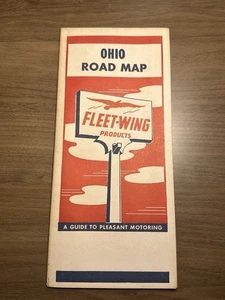 OHIO
ROAD MAP
FLEET-WING
PRODUCTS
A GUIDE TO PLEASANT MOTORING